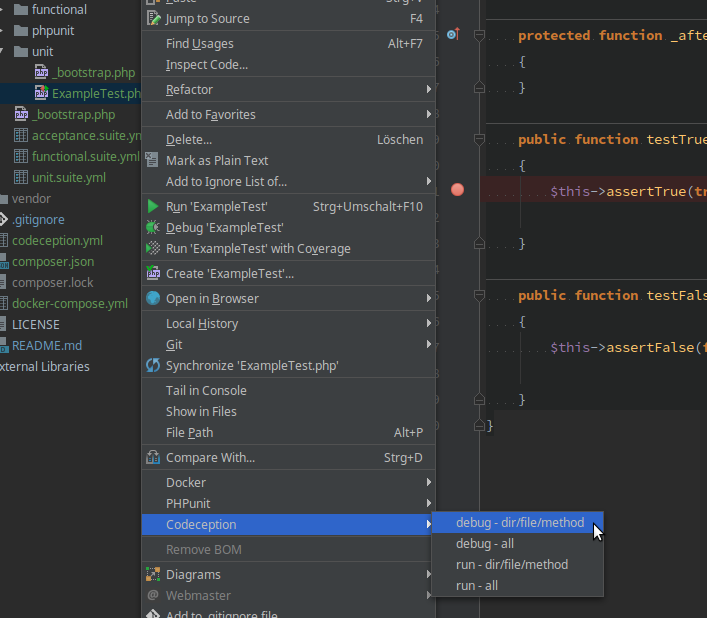 functional
phpunit
unit
_bootstrap.php
ExampleTest.ph
_bootstrap.php
acceptance.suite.yn
functional.suite.yml
unit.suite.yml
vendor
.gitignore
codeception.yml
composer.json
composer.lock
docker-compose.yml
LICENSE
README.md
xternal Libraries
Paste Strg+V
Jump to Source F4
Find Usages Alt+F7
Inspect Code...
Refactor
Add to Favorites
Delete... Löschen
Mark as Plain Text
Add to Ignore List of...
Run 'ExampleTest' Strg+Umschalt+F10
Debug 'ExampleTest'
Run 'ExampleTest' with Coverage
Create 'ExampleTest'...
Open in Browser
Local History
Git
Synchronize 'ExampleTest.php'
Tail in Console
Show in Files
File Path Alt+P
Compare With... Strg+D
Docker
PHPunit
Codeception
Remove BOM
Diagrams
Webmaster
Add to .gitignore file
debug - dir/file/method
debug - all
run - dir/file/method
run - all
protected function _afte
{
}
public function testTrue
{
$this->assertTrue(tr
}
public function testFals
{
$this->assertFalse(f
}
}